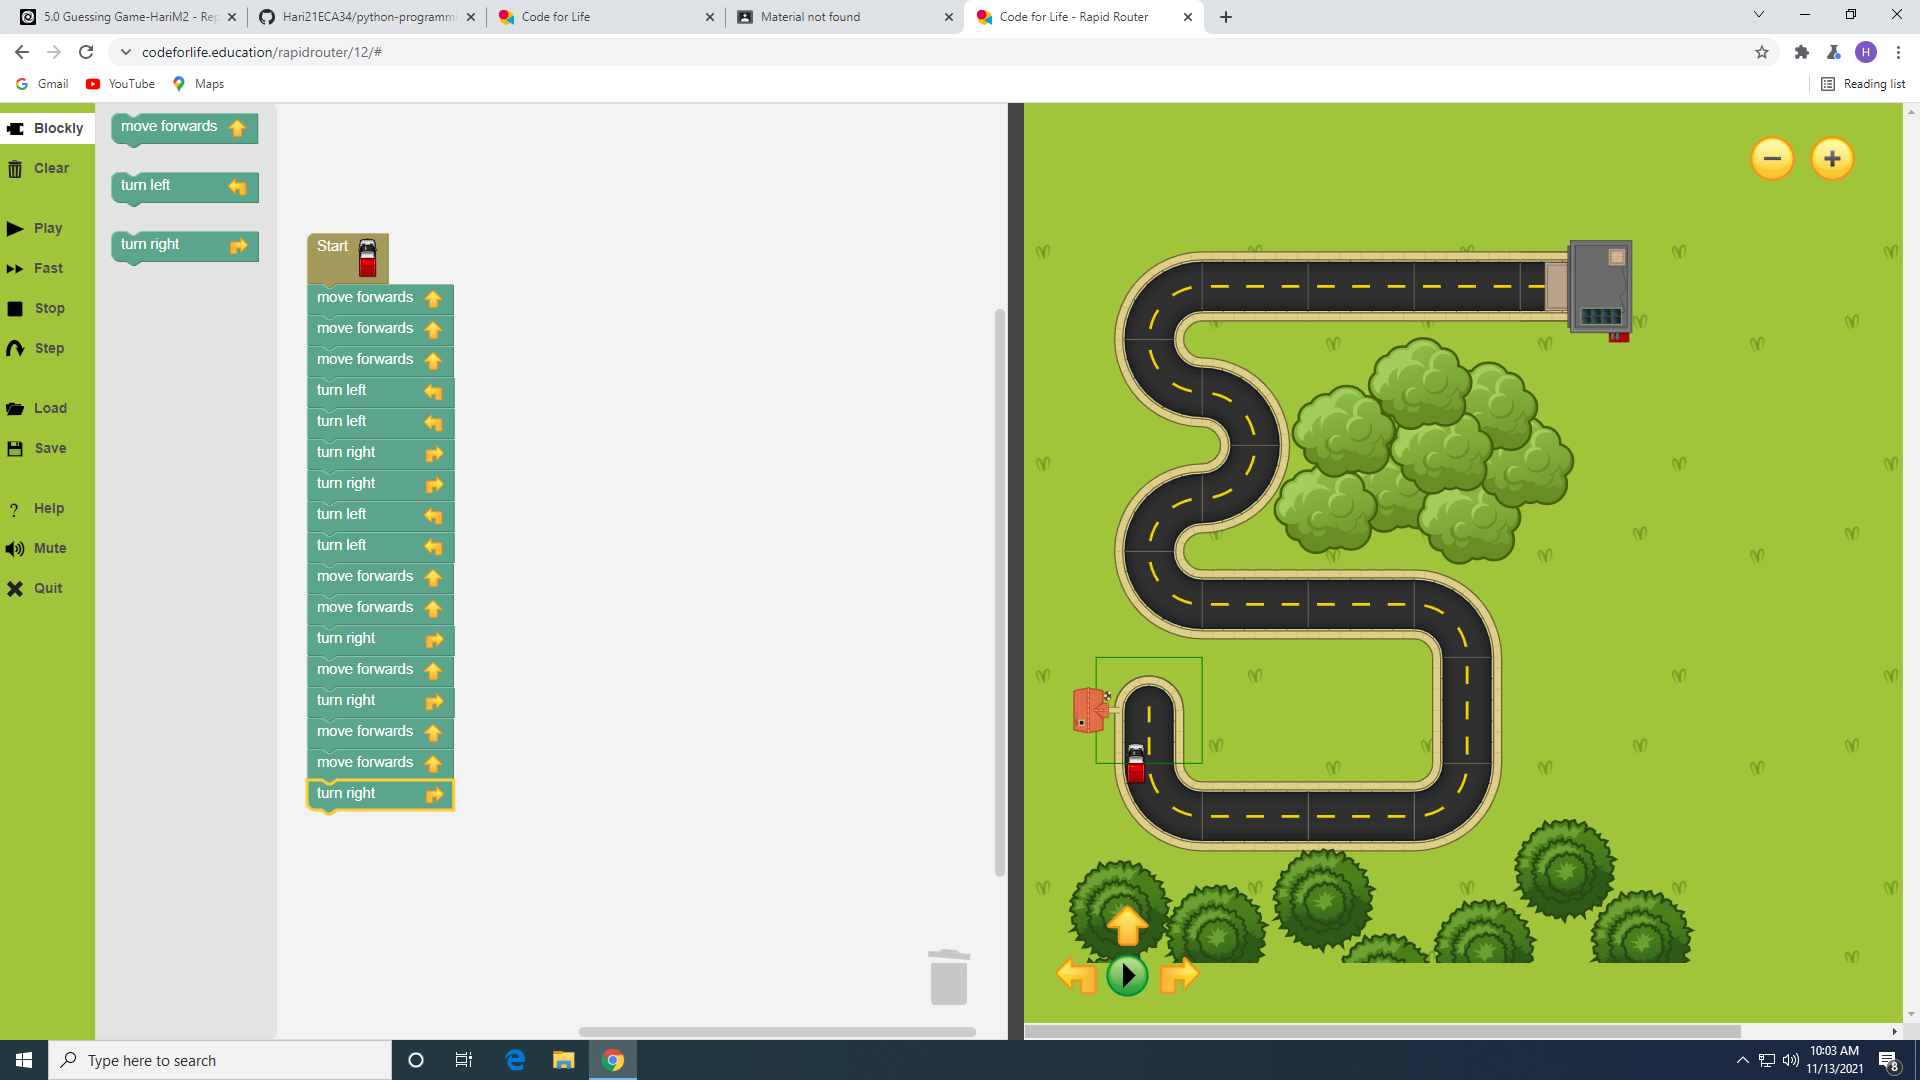 5.0 Guessing Game-HariM2 - Rep
Hari21ECA34/python-programmi
Code for Life
Material not found
Code for Life - Rapid Router
codeforlife.education/rapidrouter/12/#
H
Gmail
YouTube
Maps
Reading list
Blockly
Clear
Play
Fast
Stop
Step
Load
Save
Help
Mute
Quit
move forwards
turn left
turn right
Start
move forwards
move forwards
move forwards
turn left
turn left
turn right
turn right
turn left
turn left
move forwards
move forwards
turn right
move forwards
turn right
move forwards
move forwards
turn right
Type here to search
10:03 AM
11/13/2021
8